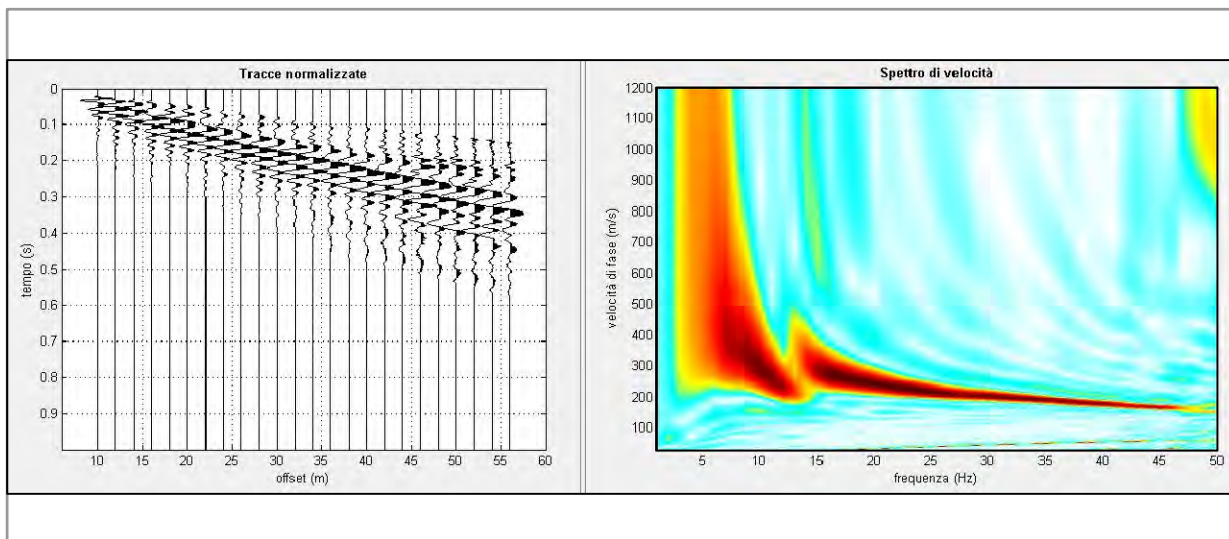 Tracce normalizzate
0
0.1
0.2
0.3
0.4
0.5
0.6
0.7
0.8
0.9
tempo (s)
10 15 20 25 30 35 40 45 50 55 60
offset (m)
Spettro di velocità
1200
1100
1000
900
800
700
600
500
400
300
200
100
velocità di fase (m/s)
5 10 15 20 25 30 35 40 45 50
frequenza (Hz)